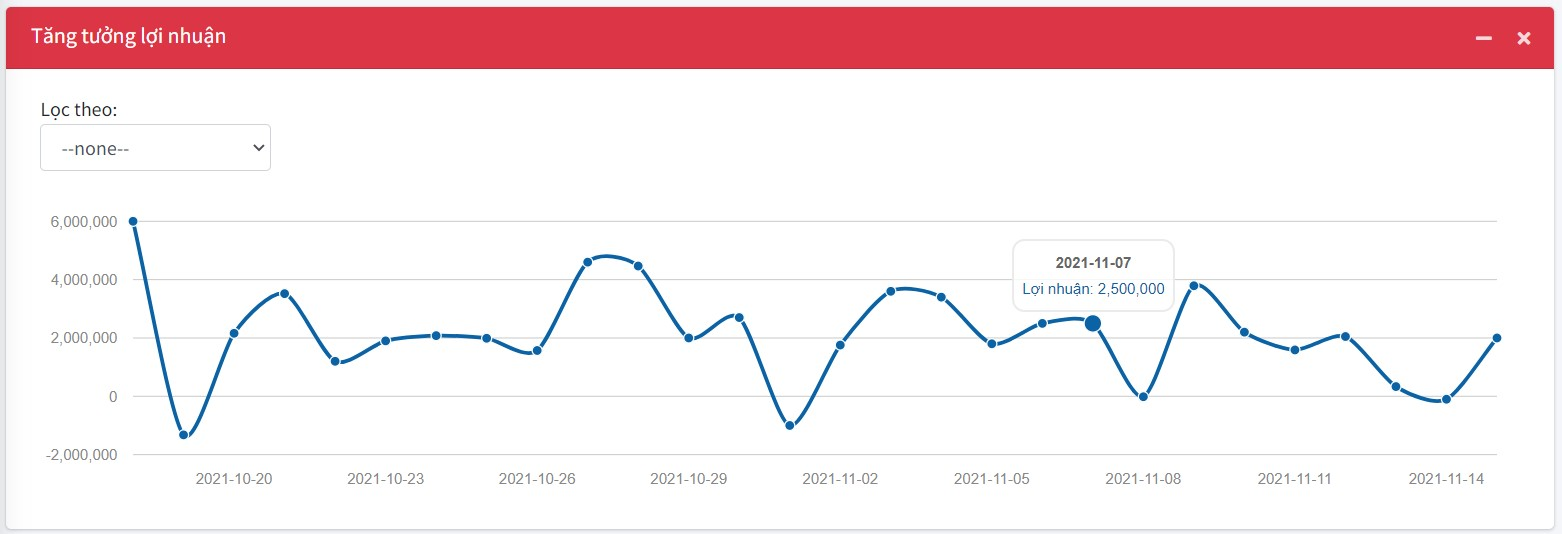 Tăng tưởng lợi nhuận
Lọc theo:
--none--
6,000,000
4,000,000
2,000,000
0
-2,000,000
2021-11-07
Lợi nhuận: 2,500,000
2021-10-20 2021-10-23 2021-10-26 2021-10-29 2021-11-02 2021-11-05 2021-11-08 2021-11-11 2021-11-14